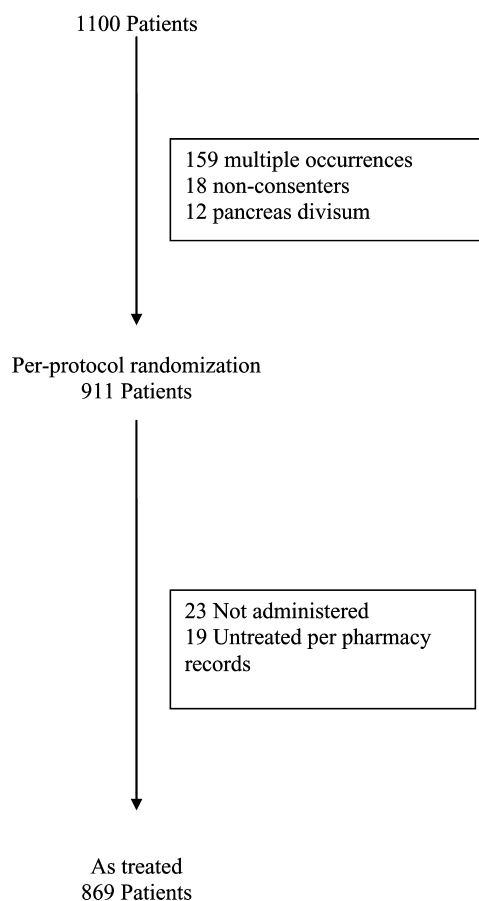 1100 Patients
159 multiple occurrences
18 non-consenters
12 pancreas divisum
Per-protocol randomization
911 Patients
23 Not administered
19 Untreated per pharmacy
records
As treated
869 Patients